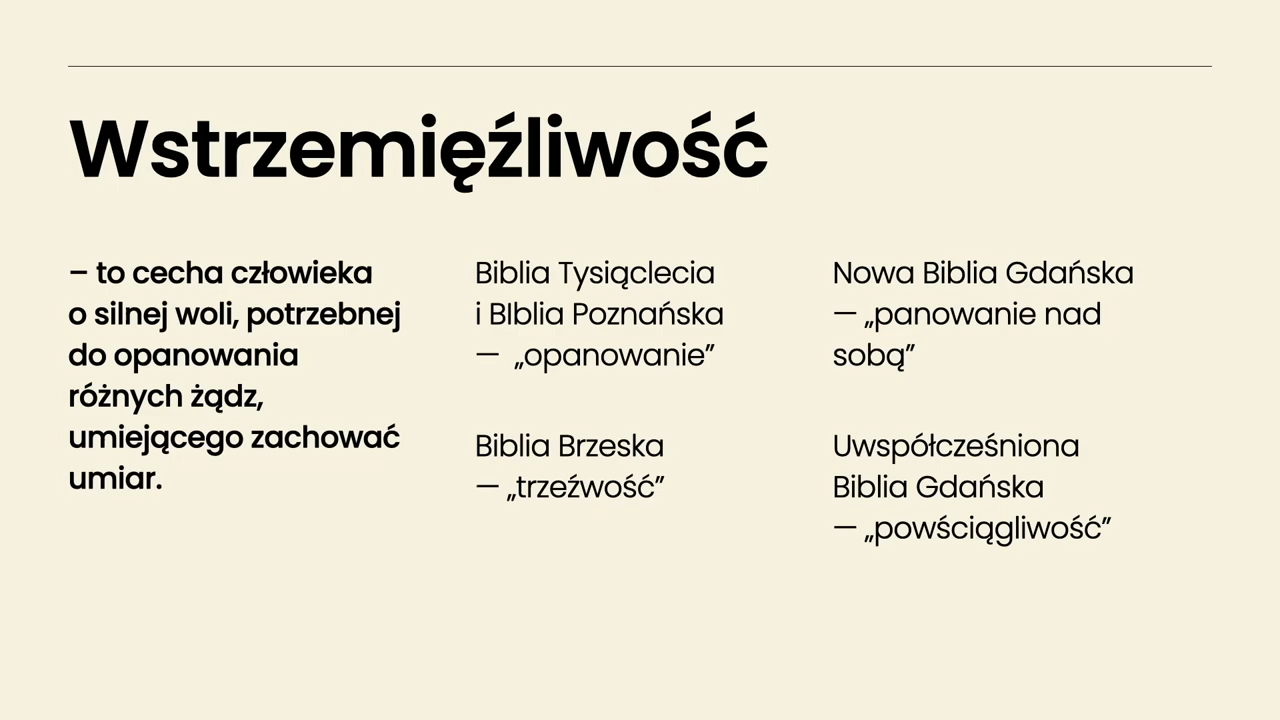 Wstrzemięźliwość
– to cecha człowieka
o silnej woli, potrzebnej
do opanowania
różnych żądz,
umiejącego zachować
umiar.
Biblia Tysiąclecia
i BIblia Poznańska
— „opanowanie”
Biblia Brzeska
— „trzeźwość”
Nowa Biblia Gdańska
— „panowanie nad
sobą”
Uwspółcześniona
Biblia Gdańska
— „powściągliwość”